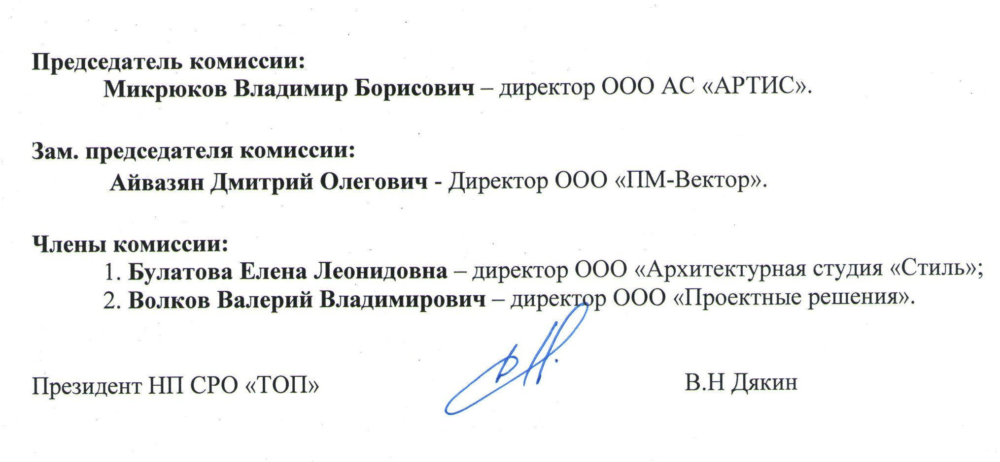 Председатель комиссии:
Микрюков Владимир Борисович – директор ООО АС «АРТИС».
Зам. председателя комиссии:
Айвазян Дмитрий Олегович - Директор ООО «ПМ-Вектор».
Члены комиссии:
1. Булатова Елена Леонидовна – директор ООО «Архитектурная студия «Стиль»;
2. Волков Валерий Владимирович – директор ООО «Проектные решения».
Президент НП СРО «ТОП» В.Н Дякин